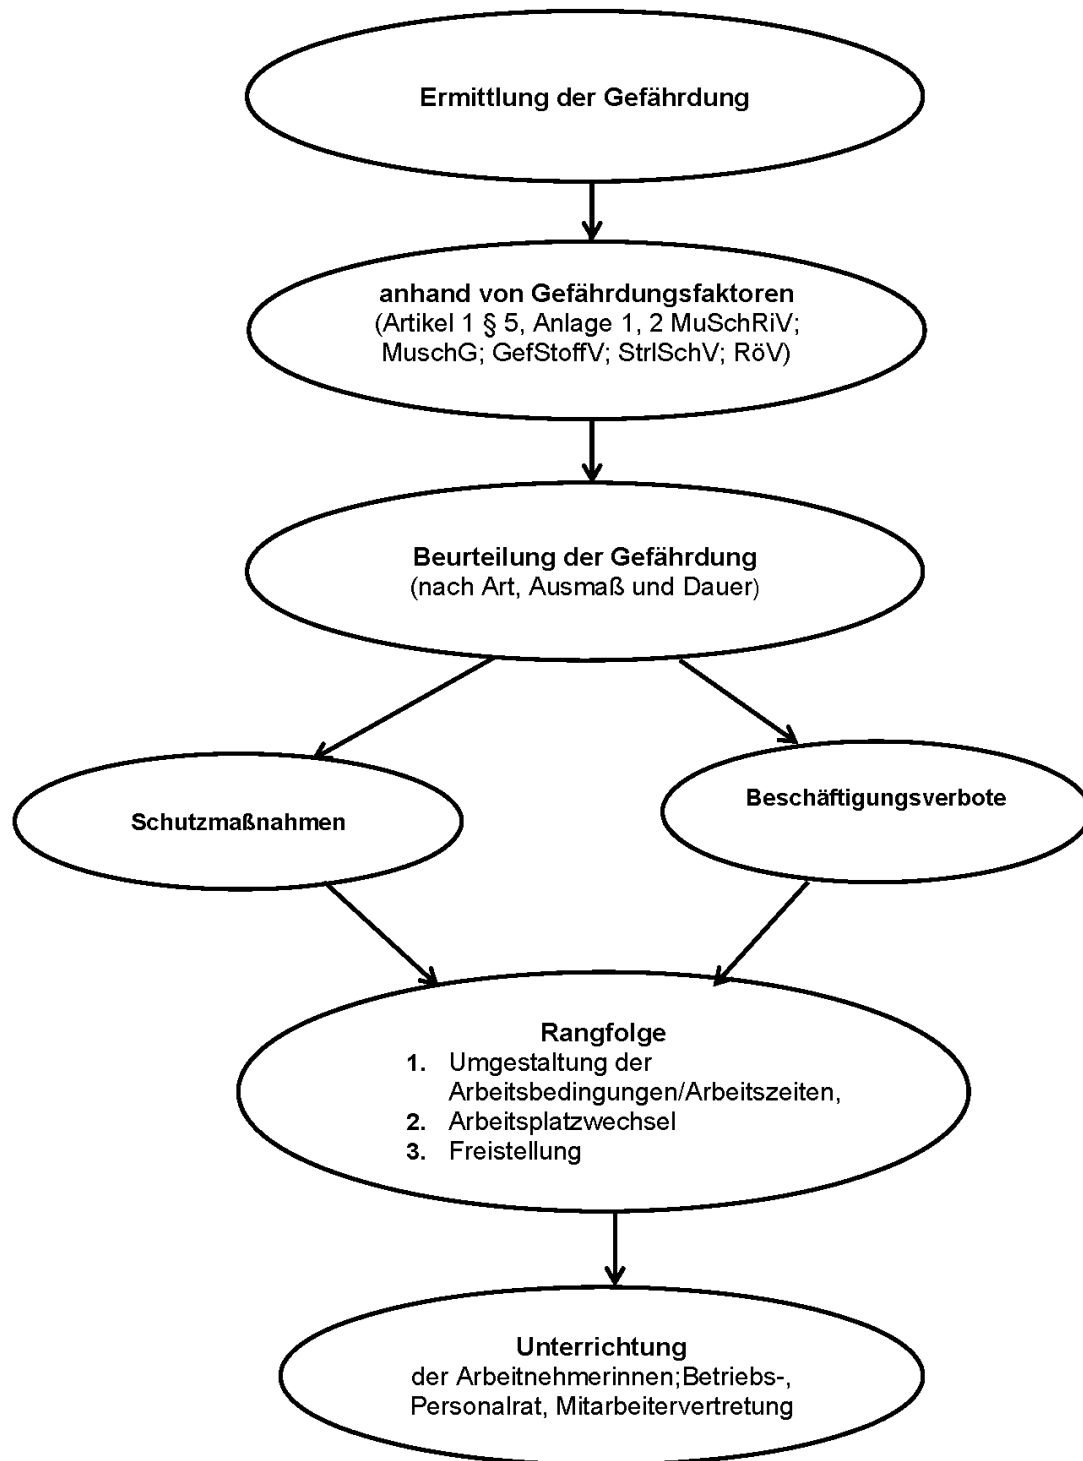 Ermittlung der Gefährdung
anhand von Gefährdungsfaktoren
(Artikel 1 § 5, Anlage 1, 2 MuSchRiV;
MuschG; GefStoffV; StrlSchV; RöV)
Beurteilung der Gefährdung
(nach Art, Ausmaß und Dauer)
Schutzmaßnahmen
Beschäftigungsverbote
Rangfolge
1. Umgestaltung der
Arbeitsbedingungen/Arbeitszeiten,
2. Arbeitsplatzwechsel
3. Freistellung
Unterrichtung
der Arbeitnehmerinnen;Betriebs-,
Personalrat, Mitarbeitervertretung